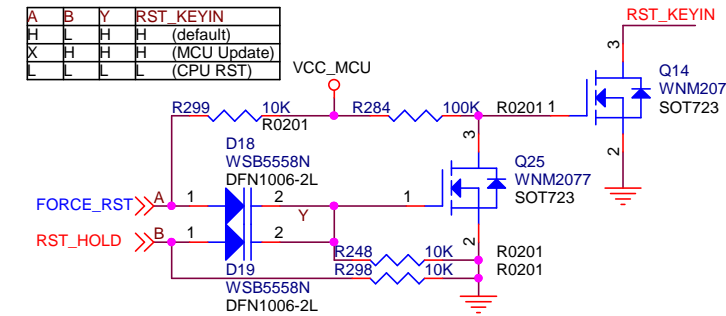 A B Y RST_KEYIN
H L H H (default)
X H H H (MCU Update)
L L L L (CPU RST)
RST_KEYIN
VCC_MCU
3
Q14
WNM207
SOT723
R299 10K
R0201
R284 100K R0201 1
2
D18
WSB5558N
DFN1006-2L
3
Q25
WNM2077
SOT723
FORCE_RST A 1 2 1
Y
RST_HOLD B 1 2
2
R248 10K R0201
R298 10K R0201
D19
WSB5558N
DFN1006-2L